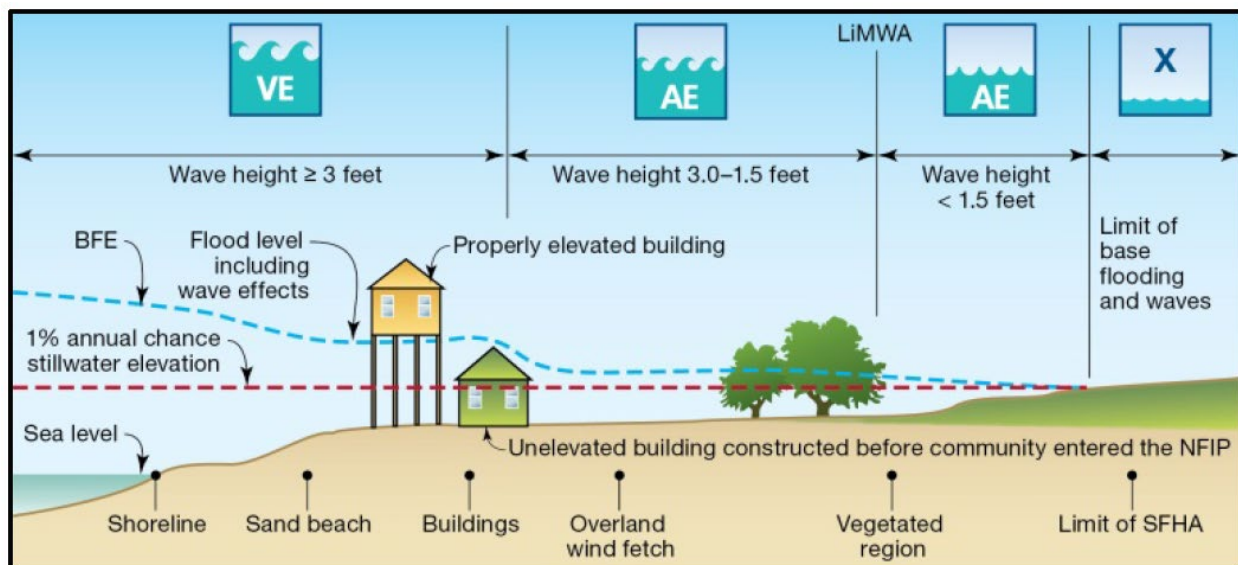 LiMWA
VE
AE
AE
X
Wave height ≥ 3 feet
Wave height 3.0–1.5 feet
Wave height
< 1.5 feet
BFE
Flood level
including
wave effects
Properly elevated building
Limit of
base
flooding
and waves
1% annual chance
stillwater elevation
Sea level
Unelevated building constructed before community entered the NFIP
Shoreline
Sand beach
Buildings
Overland
wind fetch
Vegetated
region
Limit of SFHA